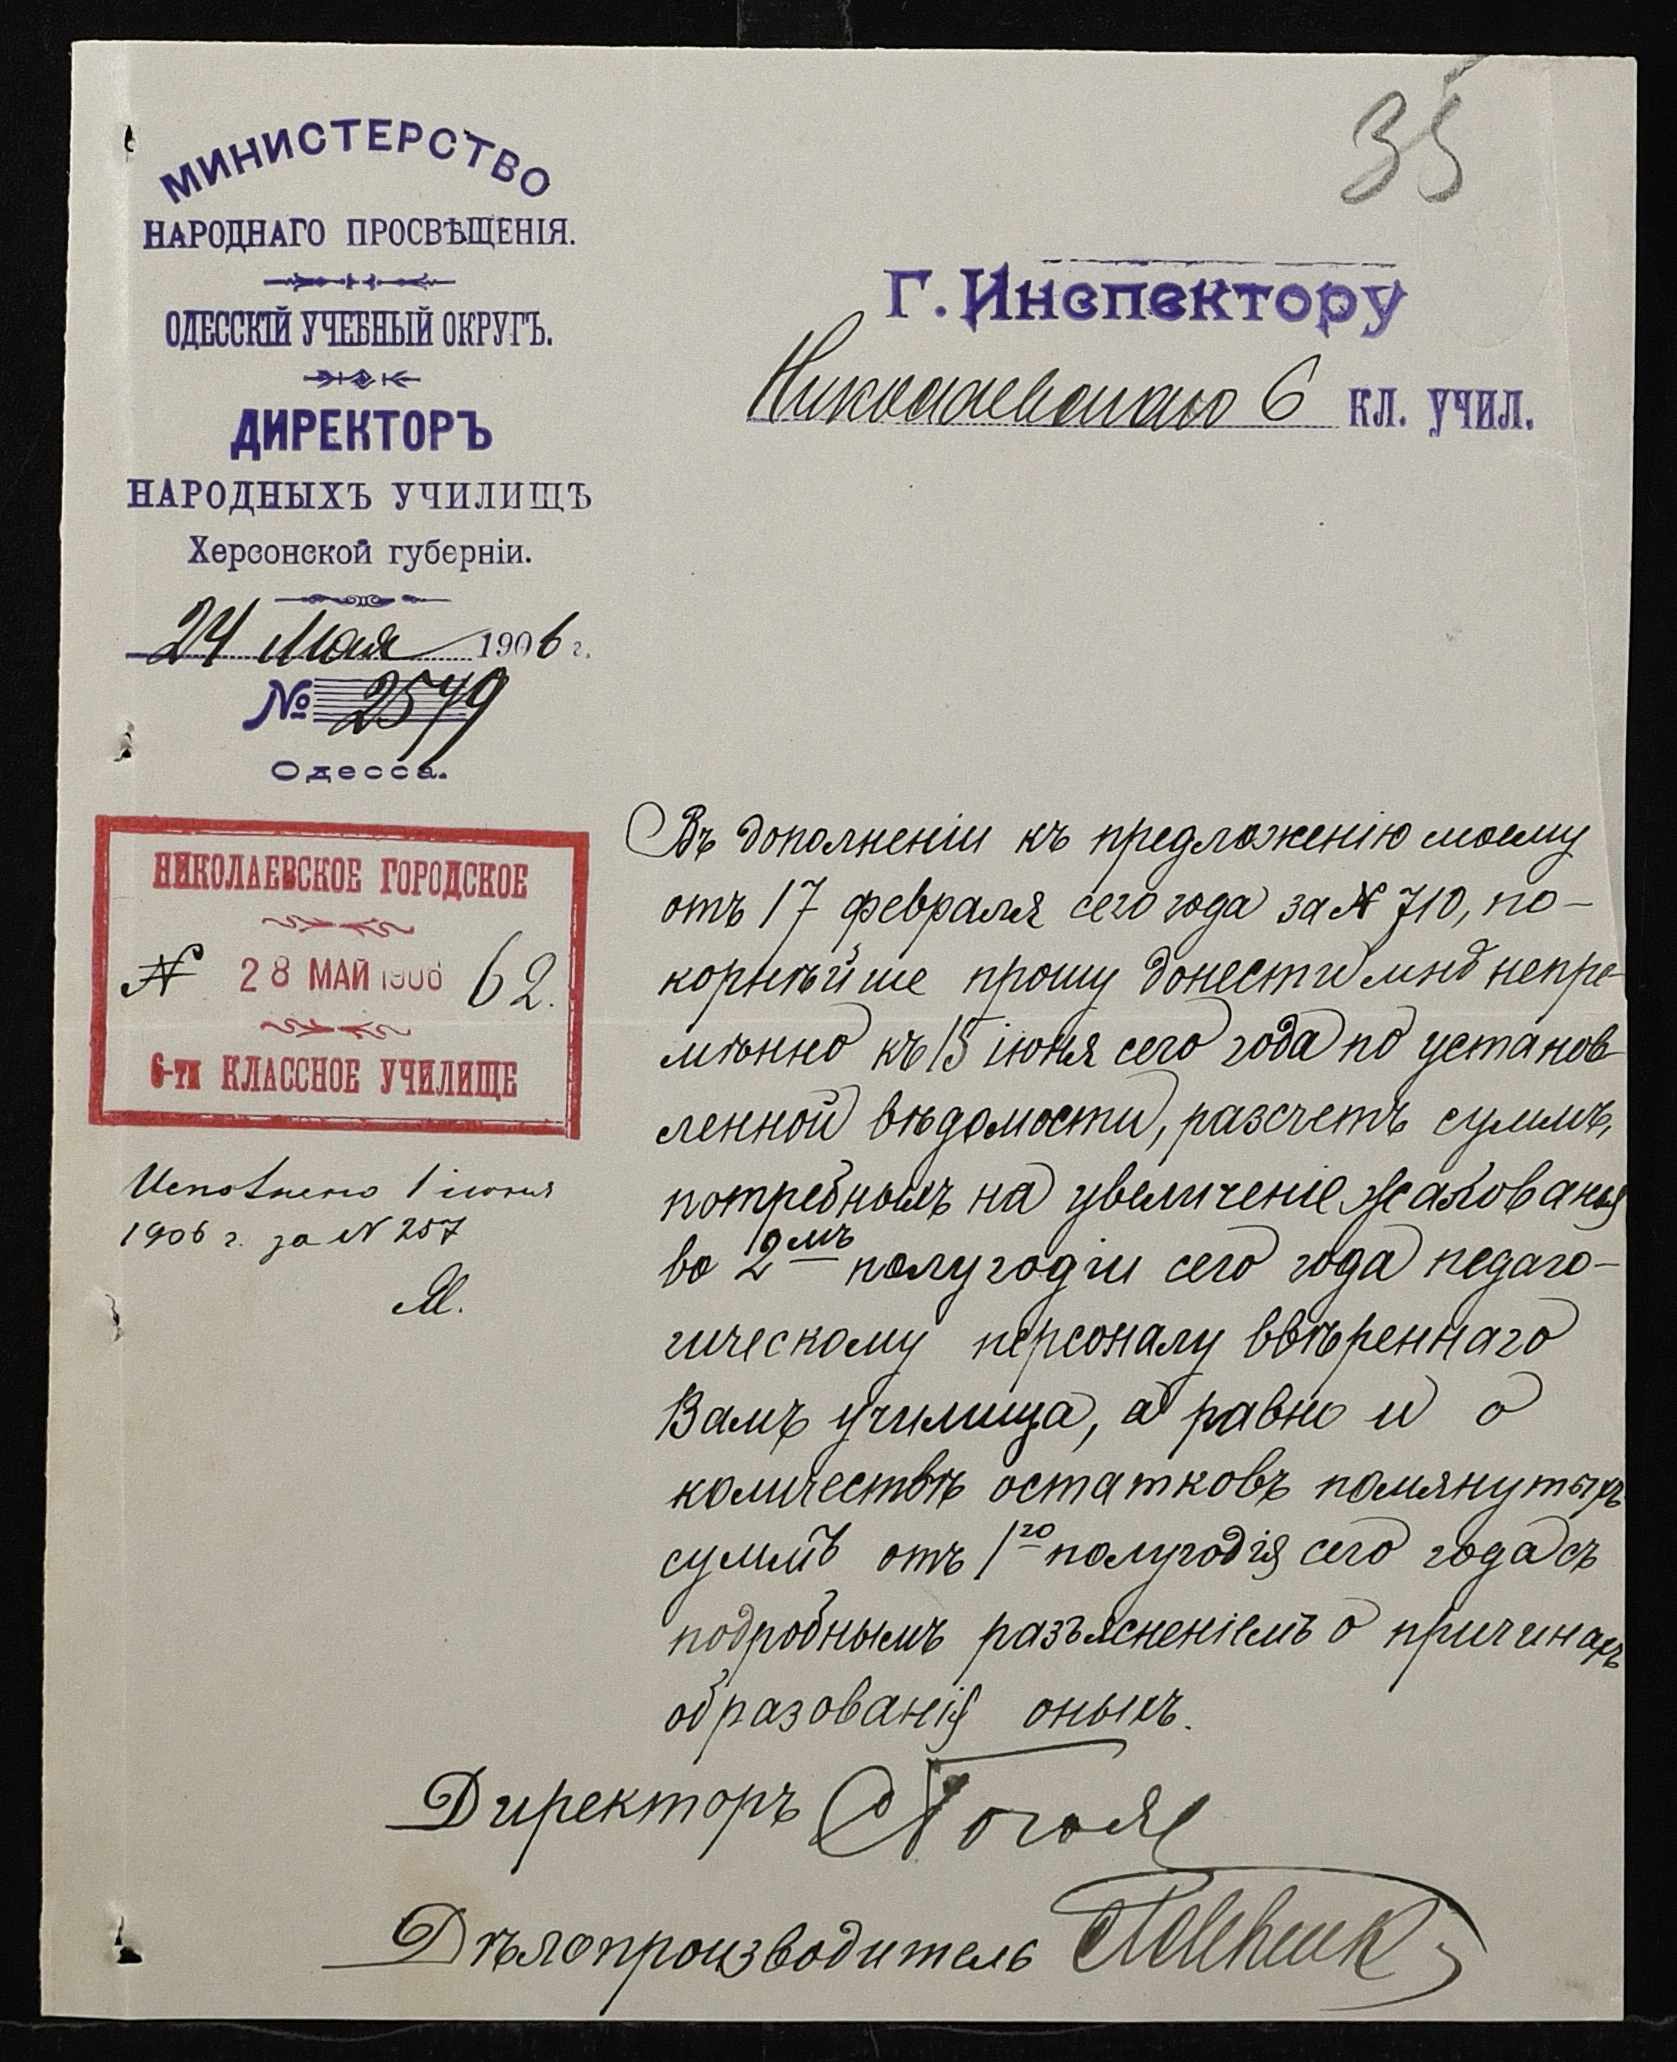 35
МИНИСТЕРСТВО
НАРОДНАГО ПРОСВѢЩЕНІЯ.
ОДЕССКІЙ УЧЕБНЫЙ ОКРУГЪ.
ДИРЕКТОРЪ
НАРОДНЫХЪ УЧИЛИЩЪ
Херсонской губерніи.
24 Мая 1906 г.
№ 2579
Одесса.
Г. Инспектору
Николаевскаго 6 кл. учил.
НИКОЛАЕВСКОЕ ГОРОДСКОЕ
№ 28 МАЙ 1906 62.
6-ти КЛАССНОЕ УЧИЛИЩЕ
Исполнено 1 іюня
1906 г. за № 257
Въ дополненіи къ предложенію моему
отъ 17 февраля сего года за № 710, по-
корнѣйше прошу донести мнѣ непре-
мѣнно къ 15 іюня сего года по установ-
ленной вѣдомости, разсчетъ суммъ,
потребнымъ на увеличеніе жалованья
во 2мъ полугодіи сего года педаго-
гическому персоналу ввѣреннаго
Вамъ училища, а равно и о
количествѣ остатковъ помянутыхъ
суммъ отъ 1го полугодія сего года съ
подробнымъ разъясненіемъ о причинахъ
образованія оныхъ.
Директоръ
Дѣлопроизводитель